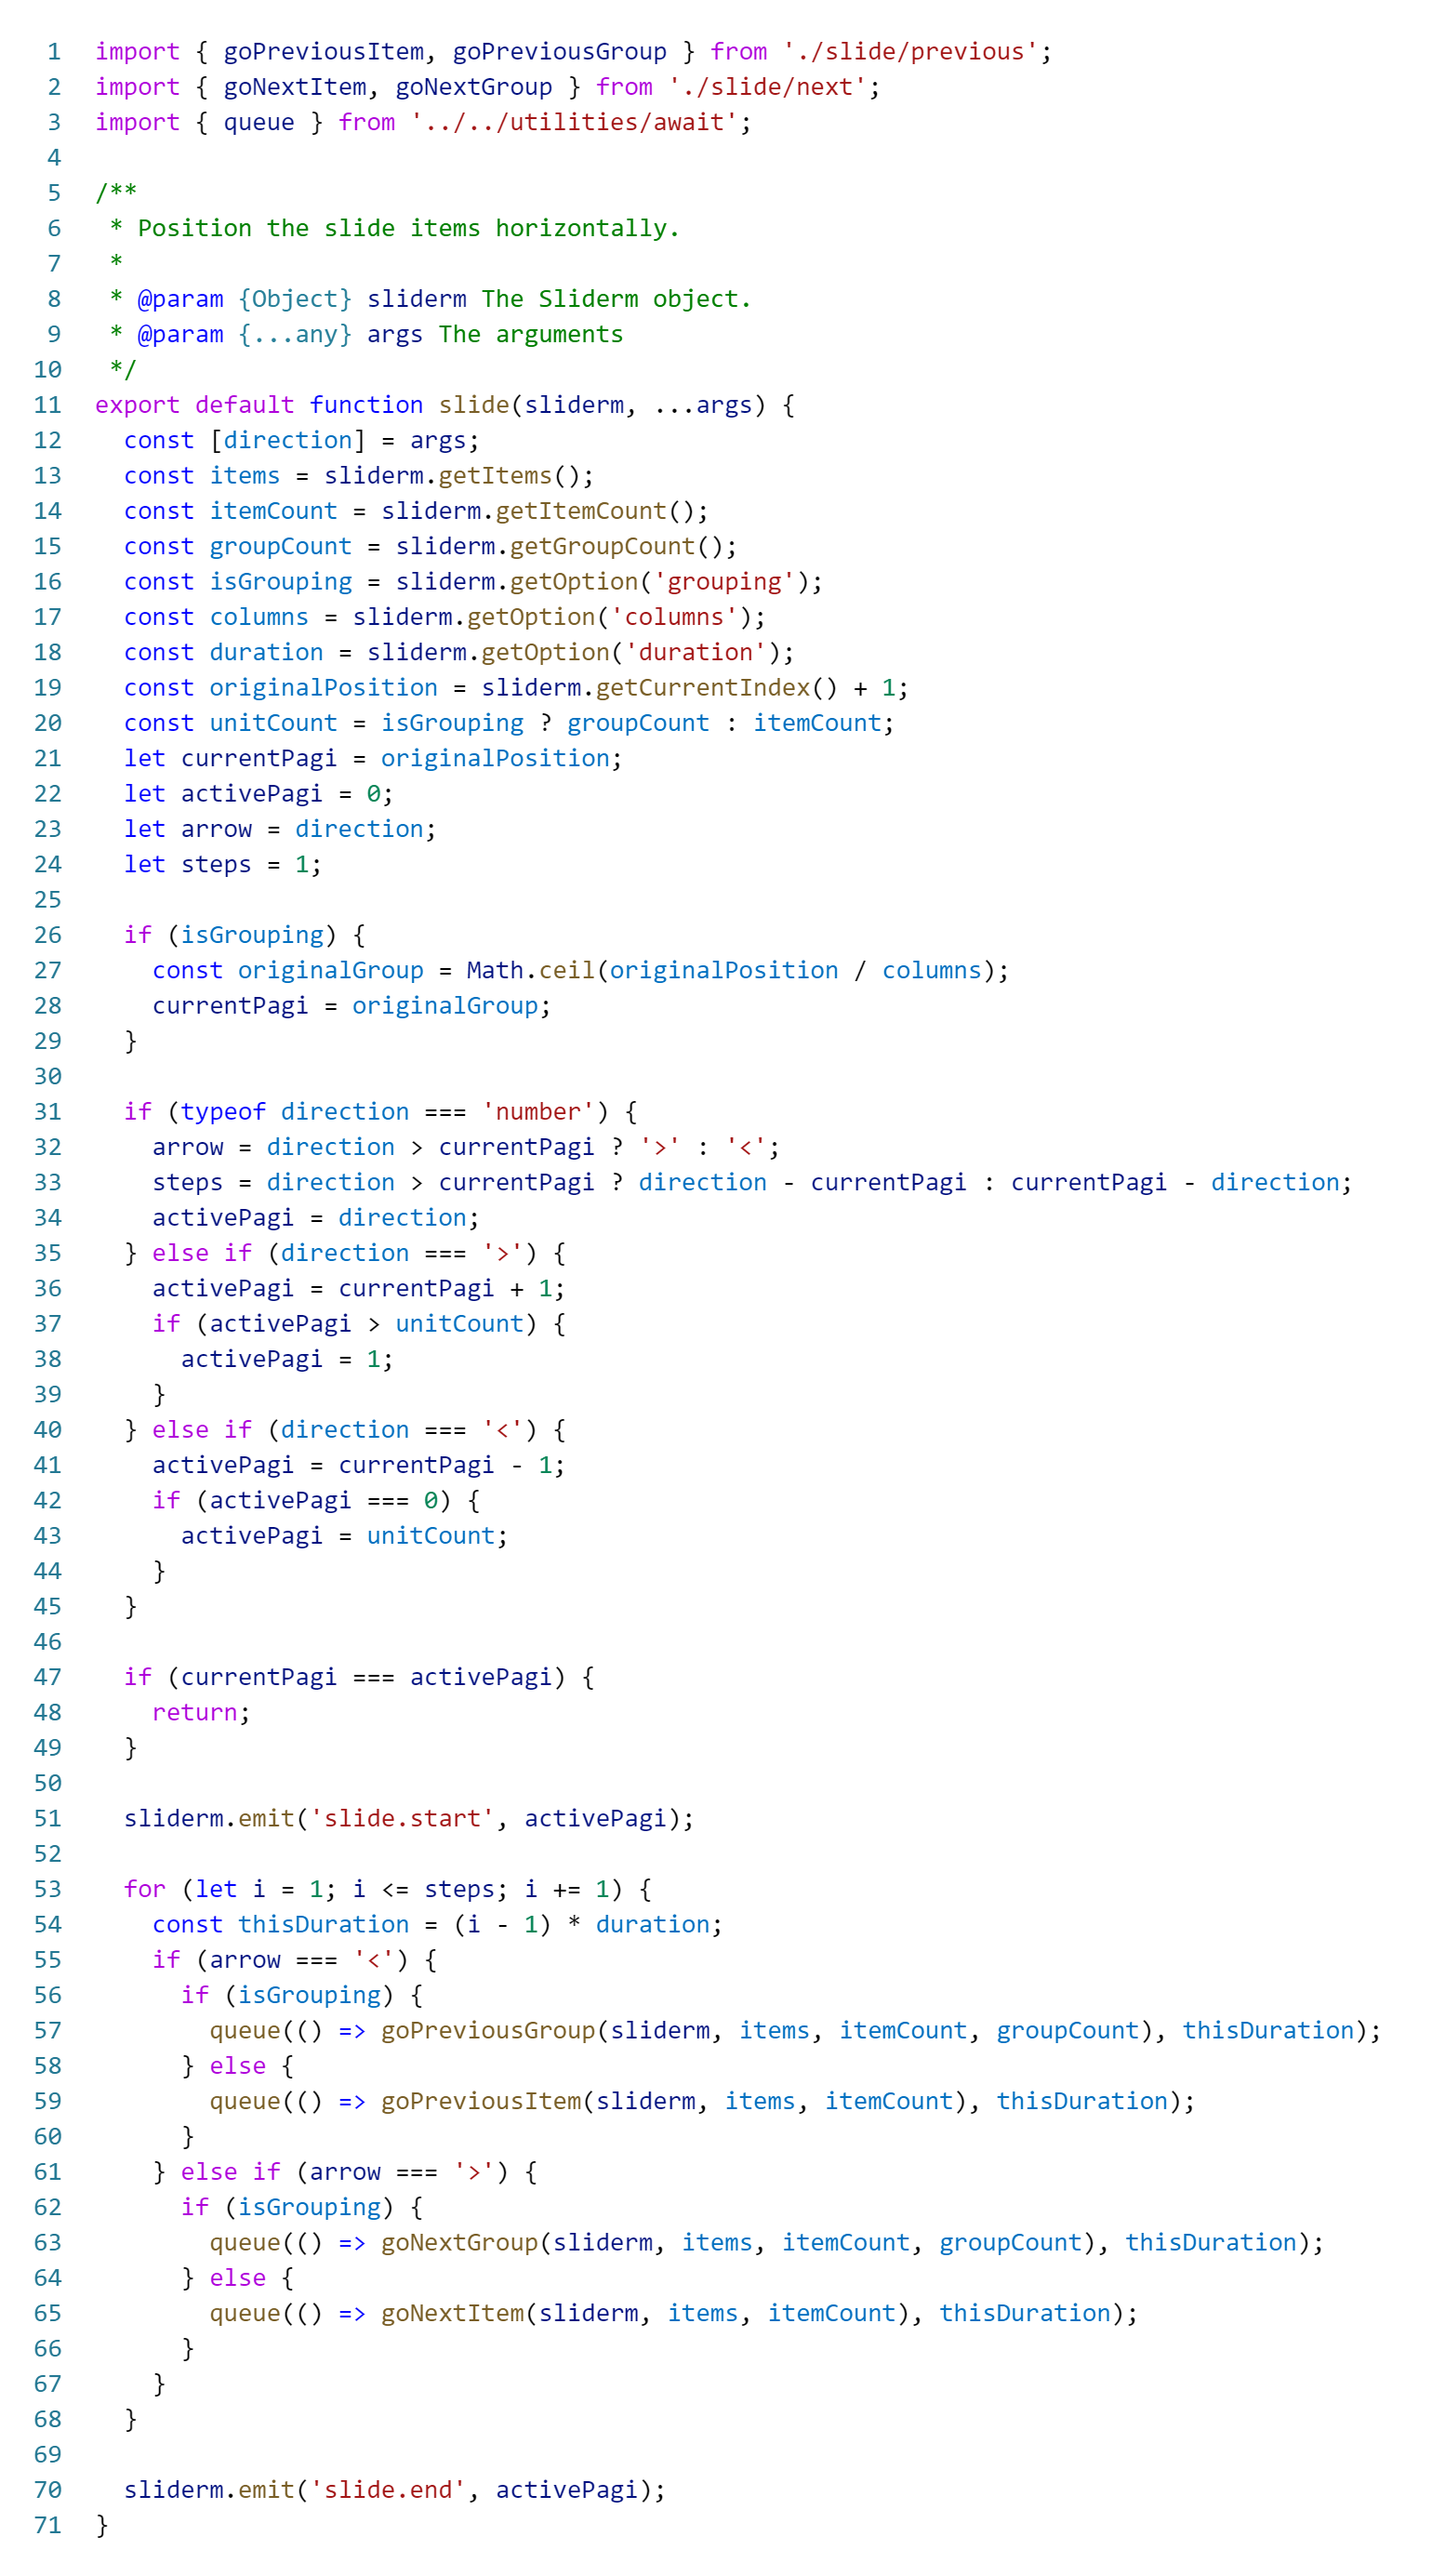 1 import { goPreviousItem, goPreviousGroup } from './slide/previous';
2 import { goNextItem, goNextGroup } from './slide/next';
3 import { queue } from '../../utilities/await';
4
5 /**
6  * Position the slide items horizontally.
7  *
8  * @param {Object} sliderm The Sliderm object.
9  * @param {...any} args The arguments
10  */
11 export default function slide(sliderm, ...args) {
12   const [direction] = args;
13   const items = sliderm.getItems();
14   const itemCount = sliderm.getItemCount();
15   const groupCount = sliderm.getGroupCount();
16   const isGrouping = sliderm.getOption('grouping');
17   const columns = sliderm.getOption('columns');
18   const duration = sliderm.getOption('duration');
19   const originalPosition = sliderm.getCurrentIndex() + 1;
20   const unitCount = isGrouping ? groupCount : itemCount;
21   let currentPagi = originalPosition;
22   let activePagi = 0;
23   let arrow = direction;
24   let steps = 1;
25
26   if (isGrouping) {
27     const originalGroup = Math.ceil(originalPosition / columns);
28     currentPagi = originalGroup;
29   }
30
31   if (typeof direction === 'number') {
32     arrow = direction > currentPagi ? '>' : '<';
33     steps = direction > currentPagi ? direction - currentPagi : currentPagi - direction;
34     activePagi = direction;
35   } else if (direction === '>') {
36     activePagi = currentPagi + 1;
37     if (activePagi > unitCount) {
38       activePagi = 1;
39     }
40   } else if (direction === '<') {
41     activePagi = currentPagi - 1;
42     if (activePagi === 0) {
43       activePagi = unitCount;
44     }
45   }
46
47   if (currentPagi === activePagi) {
48     return;
49   }
50
51   sliderm.emit('slide.start', activePagi);
52
53   for (let i = 1; i <= steps; i += 1) {
54     const thisDuration = (i - 1) * duration;
55     if (arrow === '<') {
56       if (isGrouping) {
57         queue(() => goPreviousGroup(sliderm, items, itemCount, groupCount), thisDuration);
58       } else {
59         queue(() => goPreviousItem(sliderm, items, itemCount), thisDuration);
60       }
61     } else if (arrow === '>') {
62       if (isGrouping) {
63         queue(() => goNextGroup(sliderm, items, itemCount, groupCount), thisDuration);
64       } else {
65         queue(() => goNextItem(sliderm, items, itemCount), thisDuration);
66       }
67     }
68   }
69
70   sliderm.emit('slide.end', activePagi);
71 }